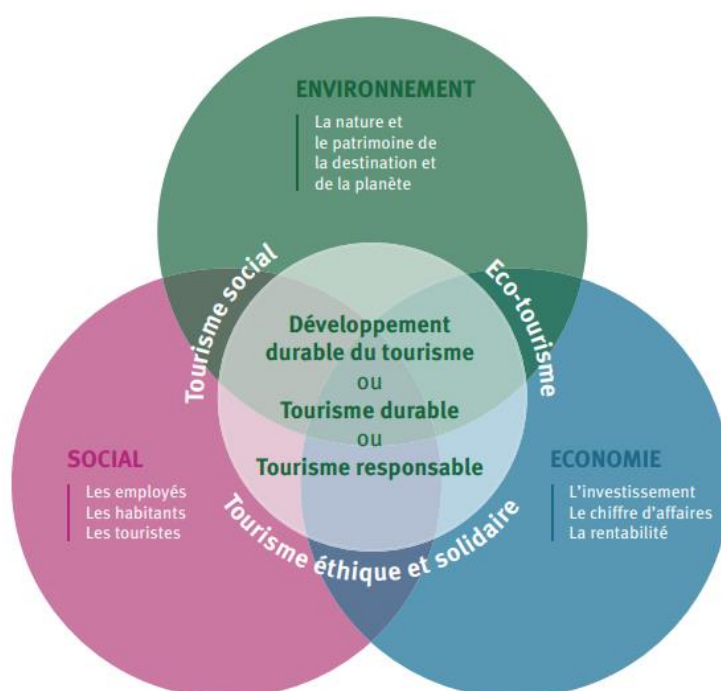 ENVIRONNEMENT
La nature et
le patrimoine de
la destination et
de la planète
Tourisme social
Eco-tourisme
Développement
durable du tourisme
ou
Tourisme durable
ou
Tourisme responsable
SOCIAL
Les employés
Les habitants
Les touristes
ECONOMIE
L'investissement
Le chiffre d'affaires
La rentabilité
Tourisme éthique et solidaire